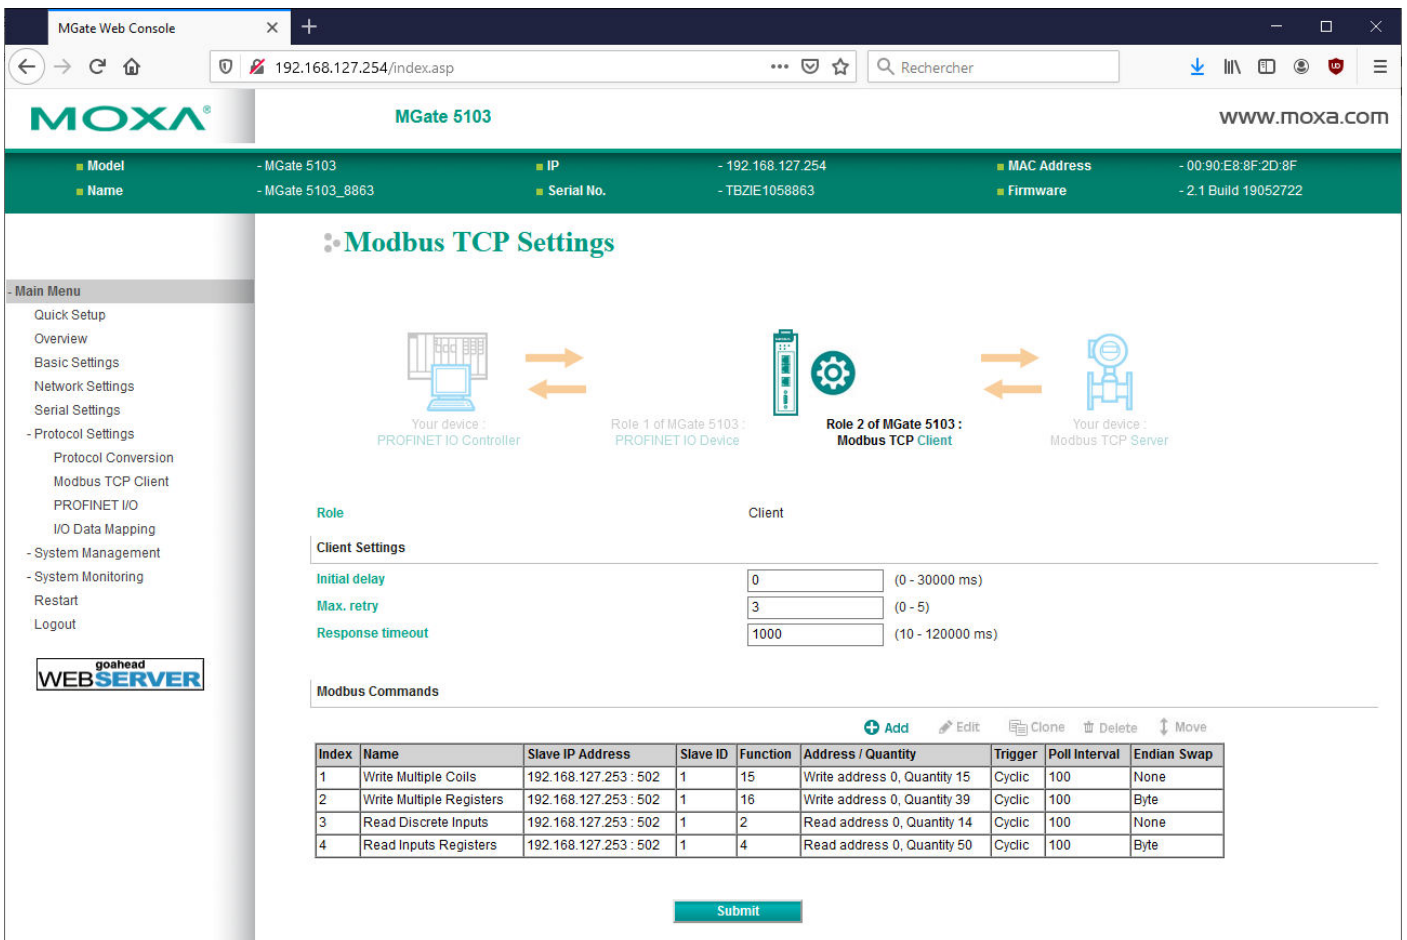 MGate Web Console
192.168.127.254/index.asp
Rechercher
MOXA®
MGate 5103
www.moxa.com
Model - MGate 5103 IP - 192.168.127.254 MAC Address - 00:90:E8:8F:2D:8F
Name - MGate 5103_8863 Serial No. - TBZIE1058863 Firmware - 2.1 Build 19052722
Modbus TCP Settings
- Main Menu
Quick Setup
Overview
Basic Settings
Network Settings
Serial Settings
- Protocol Settings
Protocol Conversion
Modbus TCP Client
PROFINET I/O
I/O Data Mapping
- System Management
- System Monitoring
Restart
Logout
goahead
WEBSERVER
Your device :
PROFINET IO Controller
Role 1 of MGate 5103 :
PROFINET IO Device
Role 2 of MGate 5103 :
Modbus TCP Client
Your device :
Modbus TCP Server
Role Client
Client Settings
Initial delay 0 (0 - 30000 ms)
Max. retry 3 (0 - 5)
Response timeout 1000 (10 - 120000 ms)
Modbus Commands
Add Edit Clone Delete Move
Index Name Slave IP Address Slave ID Function Address / Quantity Trigger Poll Interval Endian Swap
1 Write Multiple Coils 192.168.127.253 : 502 1 15 Write address 0, Quantity 15 Cyclic 100 None
2 Write Multiple Registers 192.168.127.253 : 502 1 16 Write address 0, Quantity 39 Cyclic 100 Byte
3 Read Discrete Inputs 192.168.127.253 : 502 1 2 Read address 0, Quantity 14 Cyclic 100 None
4 Read Inputs Registers 192.168.127.253 : 502 1 4 Read address 0, Quantity 50 Cyclic 100 Byte
Submit